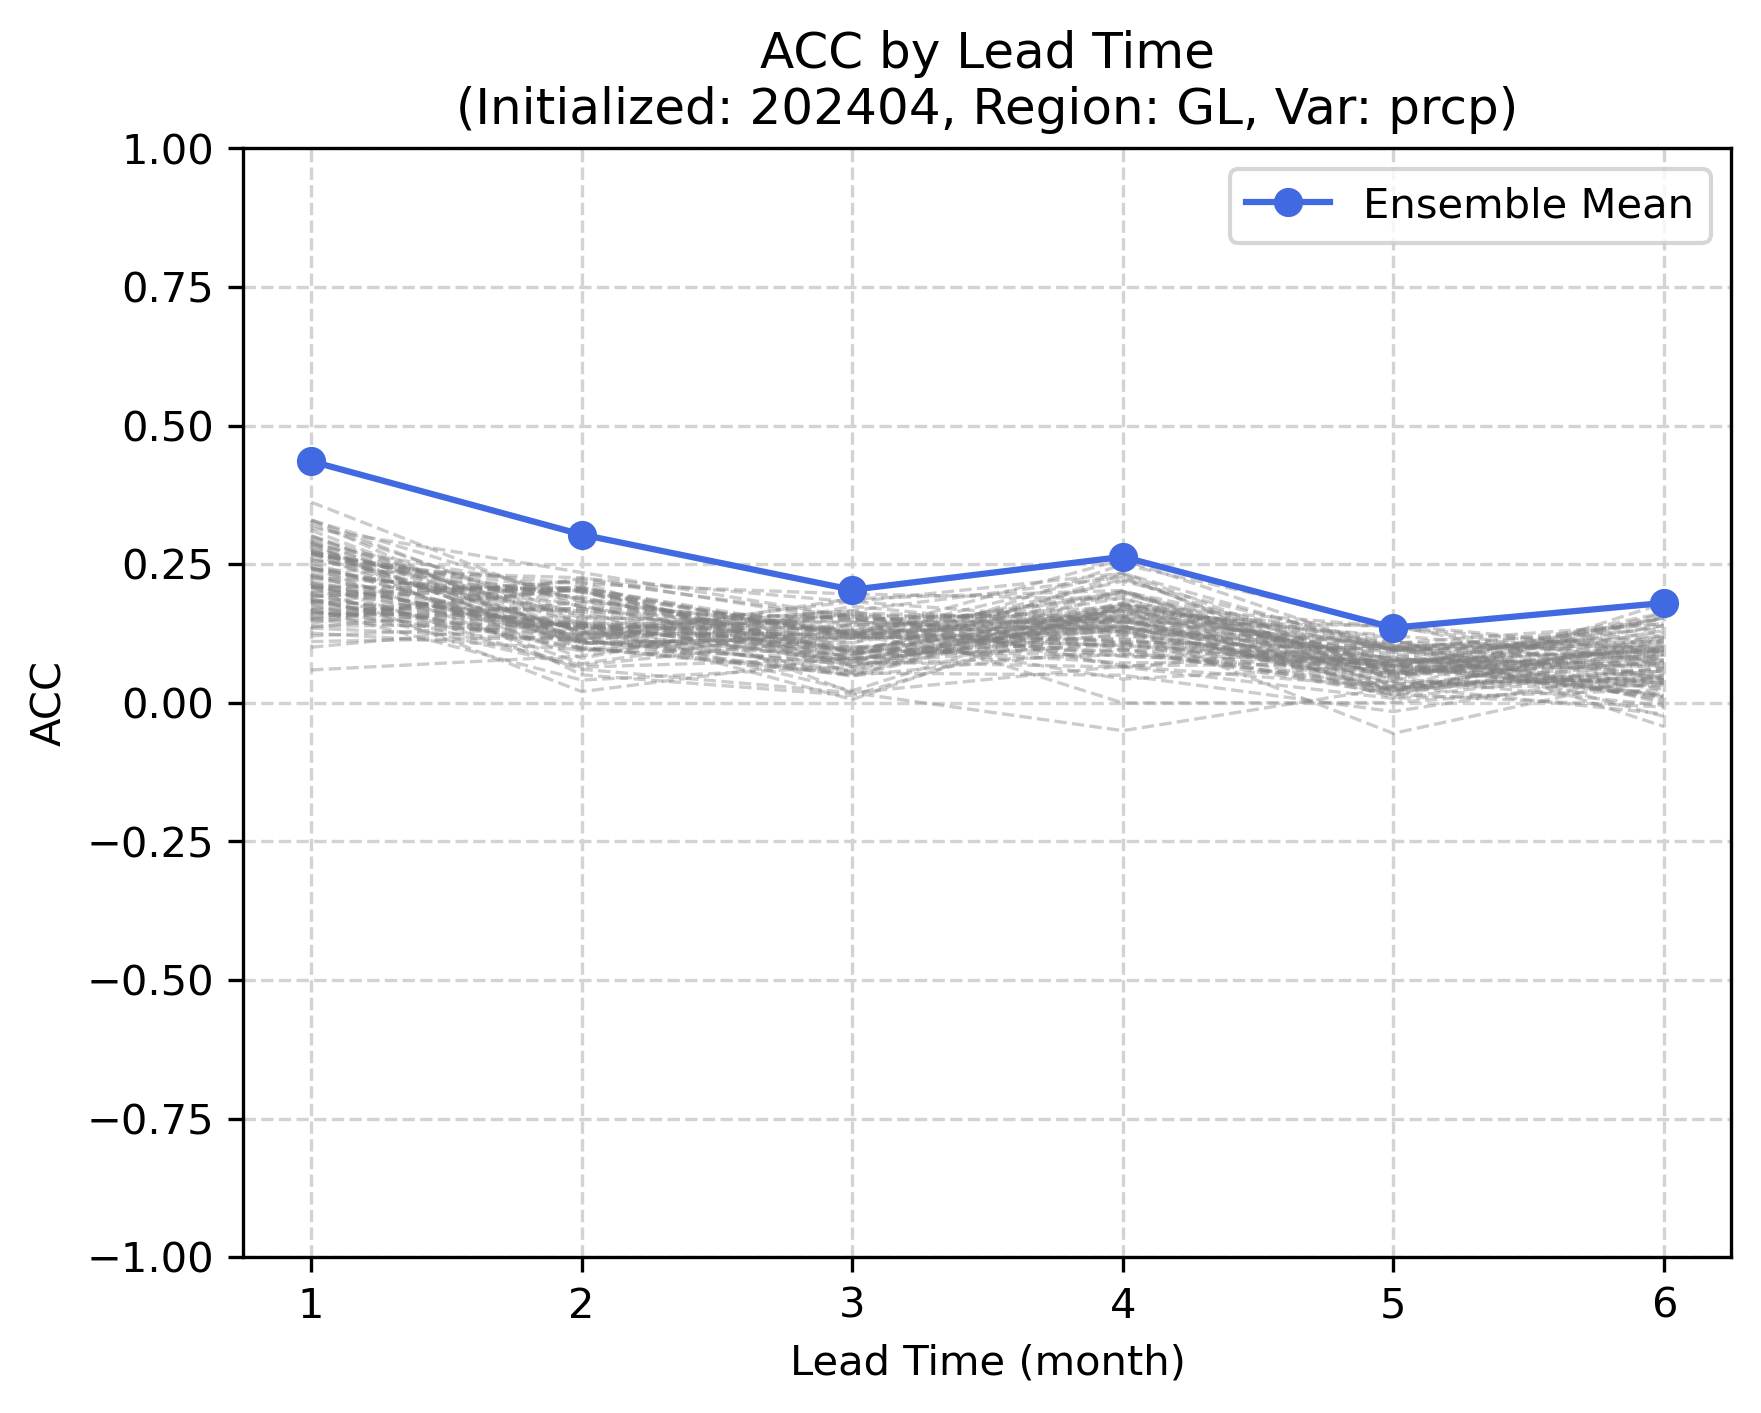 ACC by Lead Time
(Initialized: 202404, Region: GL, Var: prcp)
Ensemble Mean
1.00
0.75
0.50
0.25
0.00
−0.25
−0.50
−0.75
−1.00
ACC
1 2 3 4 5 6
Lead Time (month)